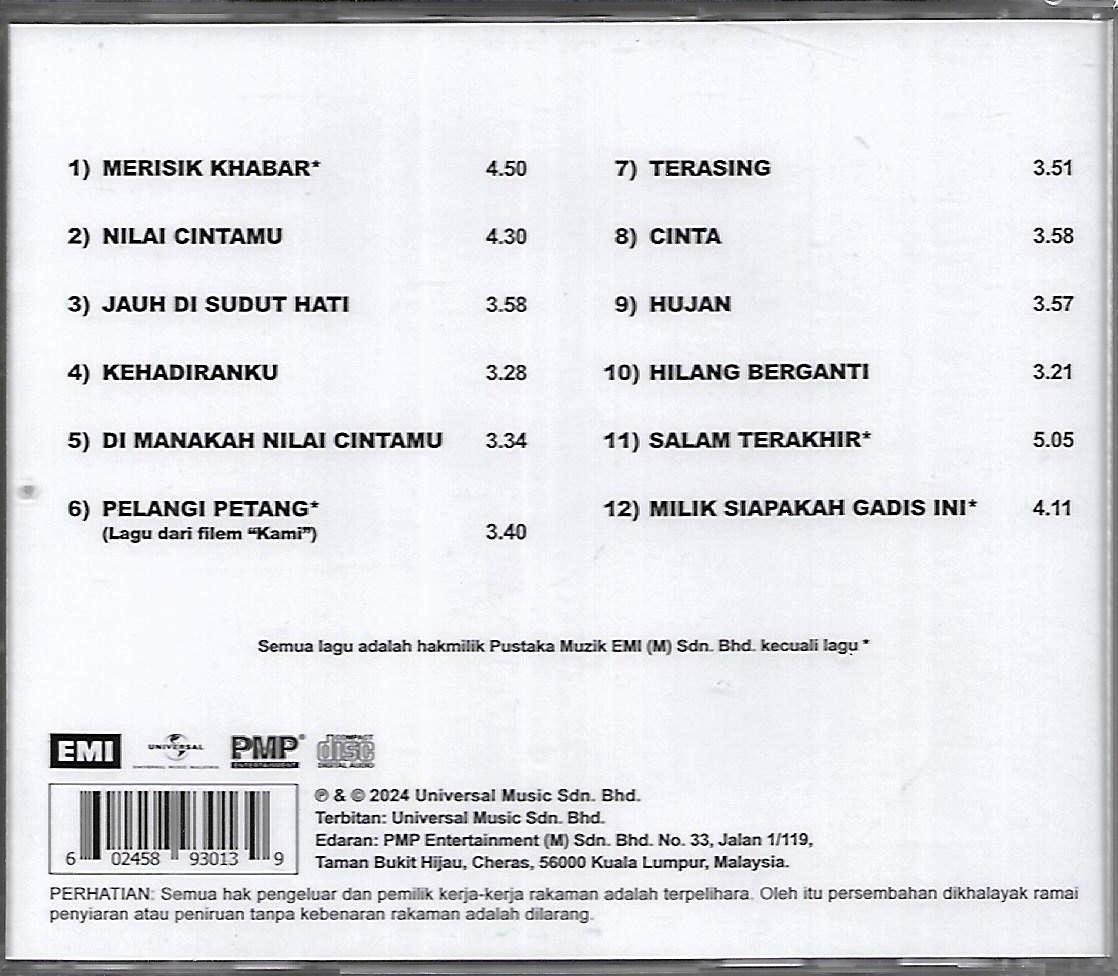 1) MERISIK KHABAR* 4.50
2) NILAI CINTAMU 4.30
3) JAUH DI SUDUT HATI 3.58
4) KEHADIRANKU 3.28
5) DI MANAKAH NILAI CINTAMU 3.34
6) PELANGI PETANG*
(Lagu dari filem “Kami”) 3.40
7) TERASING 3.51
8) CINTA 3.58
9) HUJAN 3.57
10) HILANG BERGANTI 3.21
11) SALAM TERAKHIR* 5.05
12) MILIK SIAPAKAH GADIS INI* 4.11
Semua lagu adalah hakmilik Pustaka Muzik EMI (M) Sdn. Bhd. kecuali lagu *
EMI
UNIVERSAL
UNIVERSAL MUSIC MALAYSIA
PMP®
ENTERTAINMENT
COMPACT
disc
DIGITAL AUDIO
6 02458 93013 9
℗ & © 2024 Universal Music Sdn. Bhd.
Terbitan: Universal Music Sdn. Bhd.
Edaran: PMP Entertainment (M) Sdn. Bhd. No. 33, Jalan 1/119,
Taman Bukit Hijau, Cheras, 56000 Kuala Lumpur, Malaysia.
PERHATIAN: Semua hak pengeluar dan pemilik kerja-kerja rakaman adalah terpelihara. Oleh itu persembahan dikhalayak ramai
penyiaran atau peniruan tanpa kebenaran rakaman adalah dilarang.